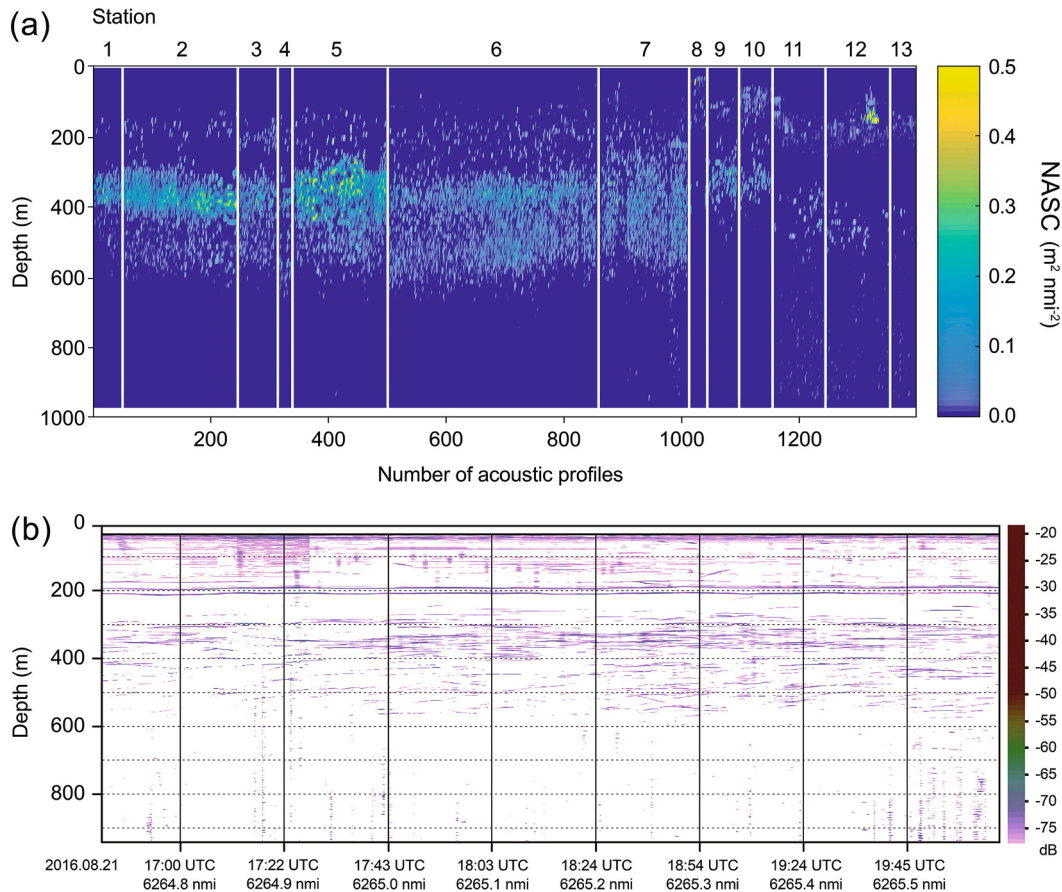 (a)
Station
1 2 3 4 5 6 7 8 9 10 11 12 13
0
200
400
600
800
1000
Depth (m)
200 400 600 800 1000 1200
Number of acoustic profiles
0.5
0.4
0.3
0.2
0.1
0.0
NASC (m² nmi⁻²)
(b)
0
200
400
600
800
Depth (m)
-20
-25
-30
-35
-40
-45
-50
-55
-60
-65
-70
-75
dB
2016.08.21 17:00 UTC 17:22 UTC 17:43 UTC 18:03 UTC 18:24 UTC 18:54 UTC 19:24 UTC 19:45 UTC
6264.8 nmi 6264.9 nmi 6265.0 nmi 6265.1 nmi 6265.2 nmi 6265.3 nmi 6265.4 nmi 6265.5 nmi